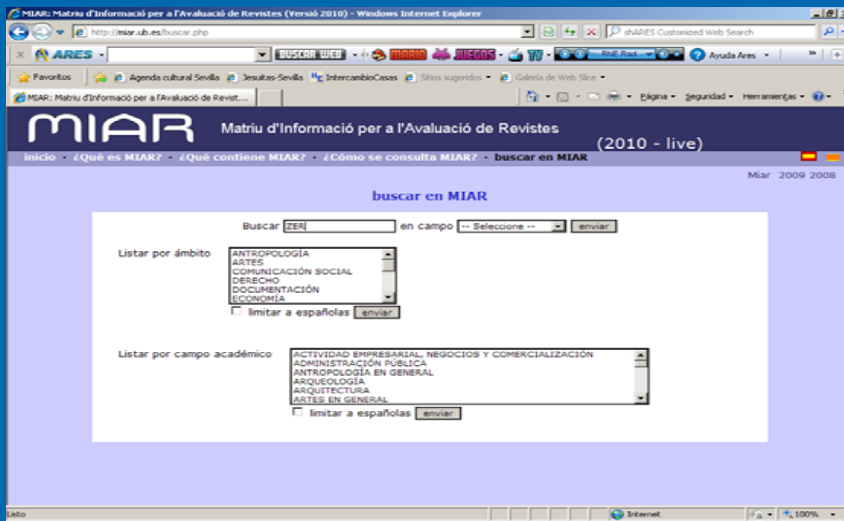 MIAR: Matriu d'Informació per a l'Avaluació de Revistes (Versió 2010) - Windows Internet Explorer
http://miar.ub.es/buscar.php
shARES Customized Web Search
ARES
BUSCAR WEB
MARIO
JUEGOS
TV
RNE Rad
Ayuda Ares
Favoritos
Agenda cultural Sevilla
Jesuitas-Sevilla
IntercambioCasas
Sitios sugeridos
Galería de Web Slice
MIAR: Matriu d'Informació per a l'Avaluació de Revist...
Página
Seguridad
Herramientas
MIAR Matriu d'Informació per a l'Avaluació de Revistes
(2010 - live)
inicio · ¿Qué es MIAR? · ¿Qué contiene MIAR? · ¿Cómo se consulta MIAR? · buscar en MIAR
Miar 2009 2008
buscar en MIAR
Buscar ZER en campo -- Seleccione -- enviar
Listar por ámbito
ANTROPOLOGÍA
ARTES
COMUNICACIÓN SOCIAL
DERECHO
DOCUMENTACIÓN
ECONOMÍA
limitar a españolas enviar
Listar por campo académico
ACTIVIDAD EMPRESARIAL, NEGOCIOS Y COMERCIALIZACIÓN
ADMINISTRACIÓN PÚBLICA
ANTROPOLOGÍA EN GENERAL
ARQUEOLOGÍA
ARQUITECTURA
ARTES EN GENERAL
limitar a españolas enviar
Listo
Internet
100%